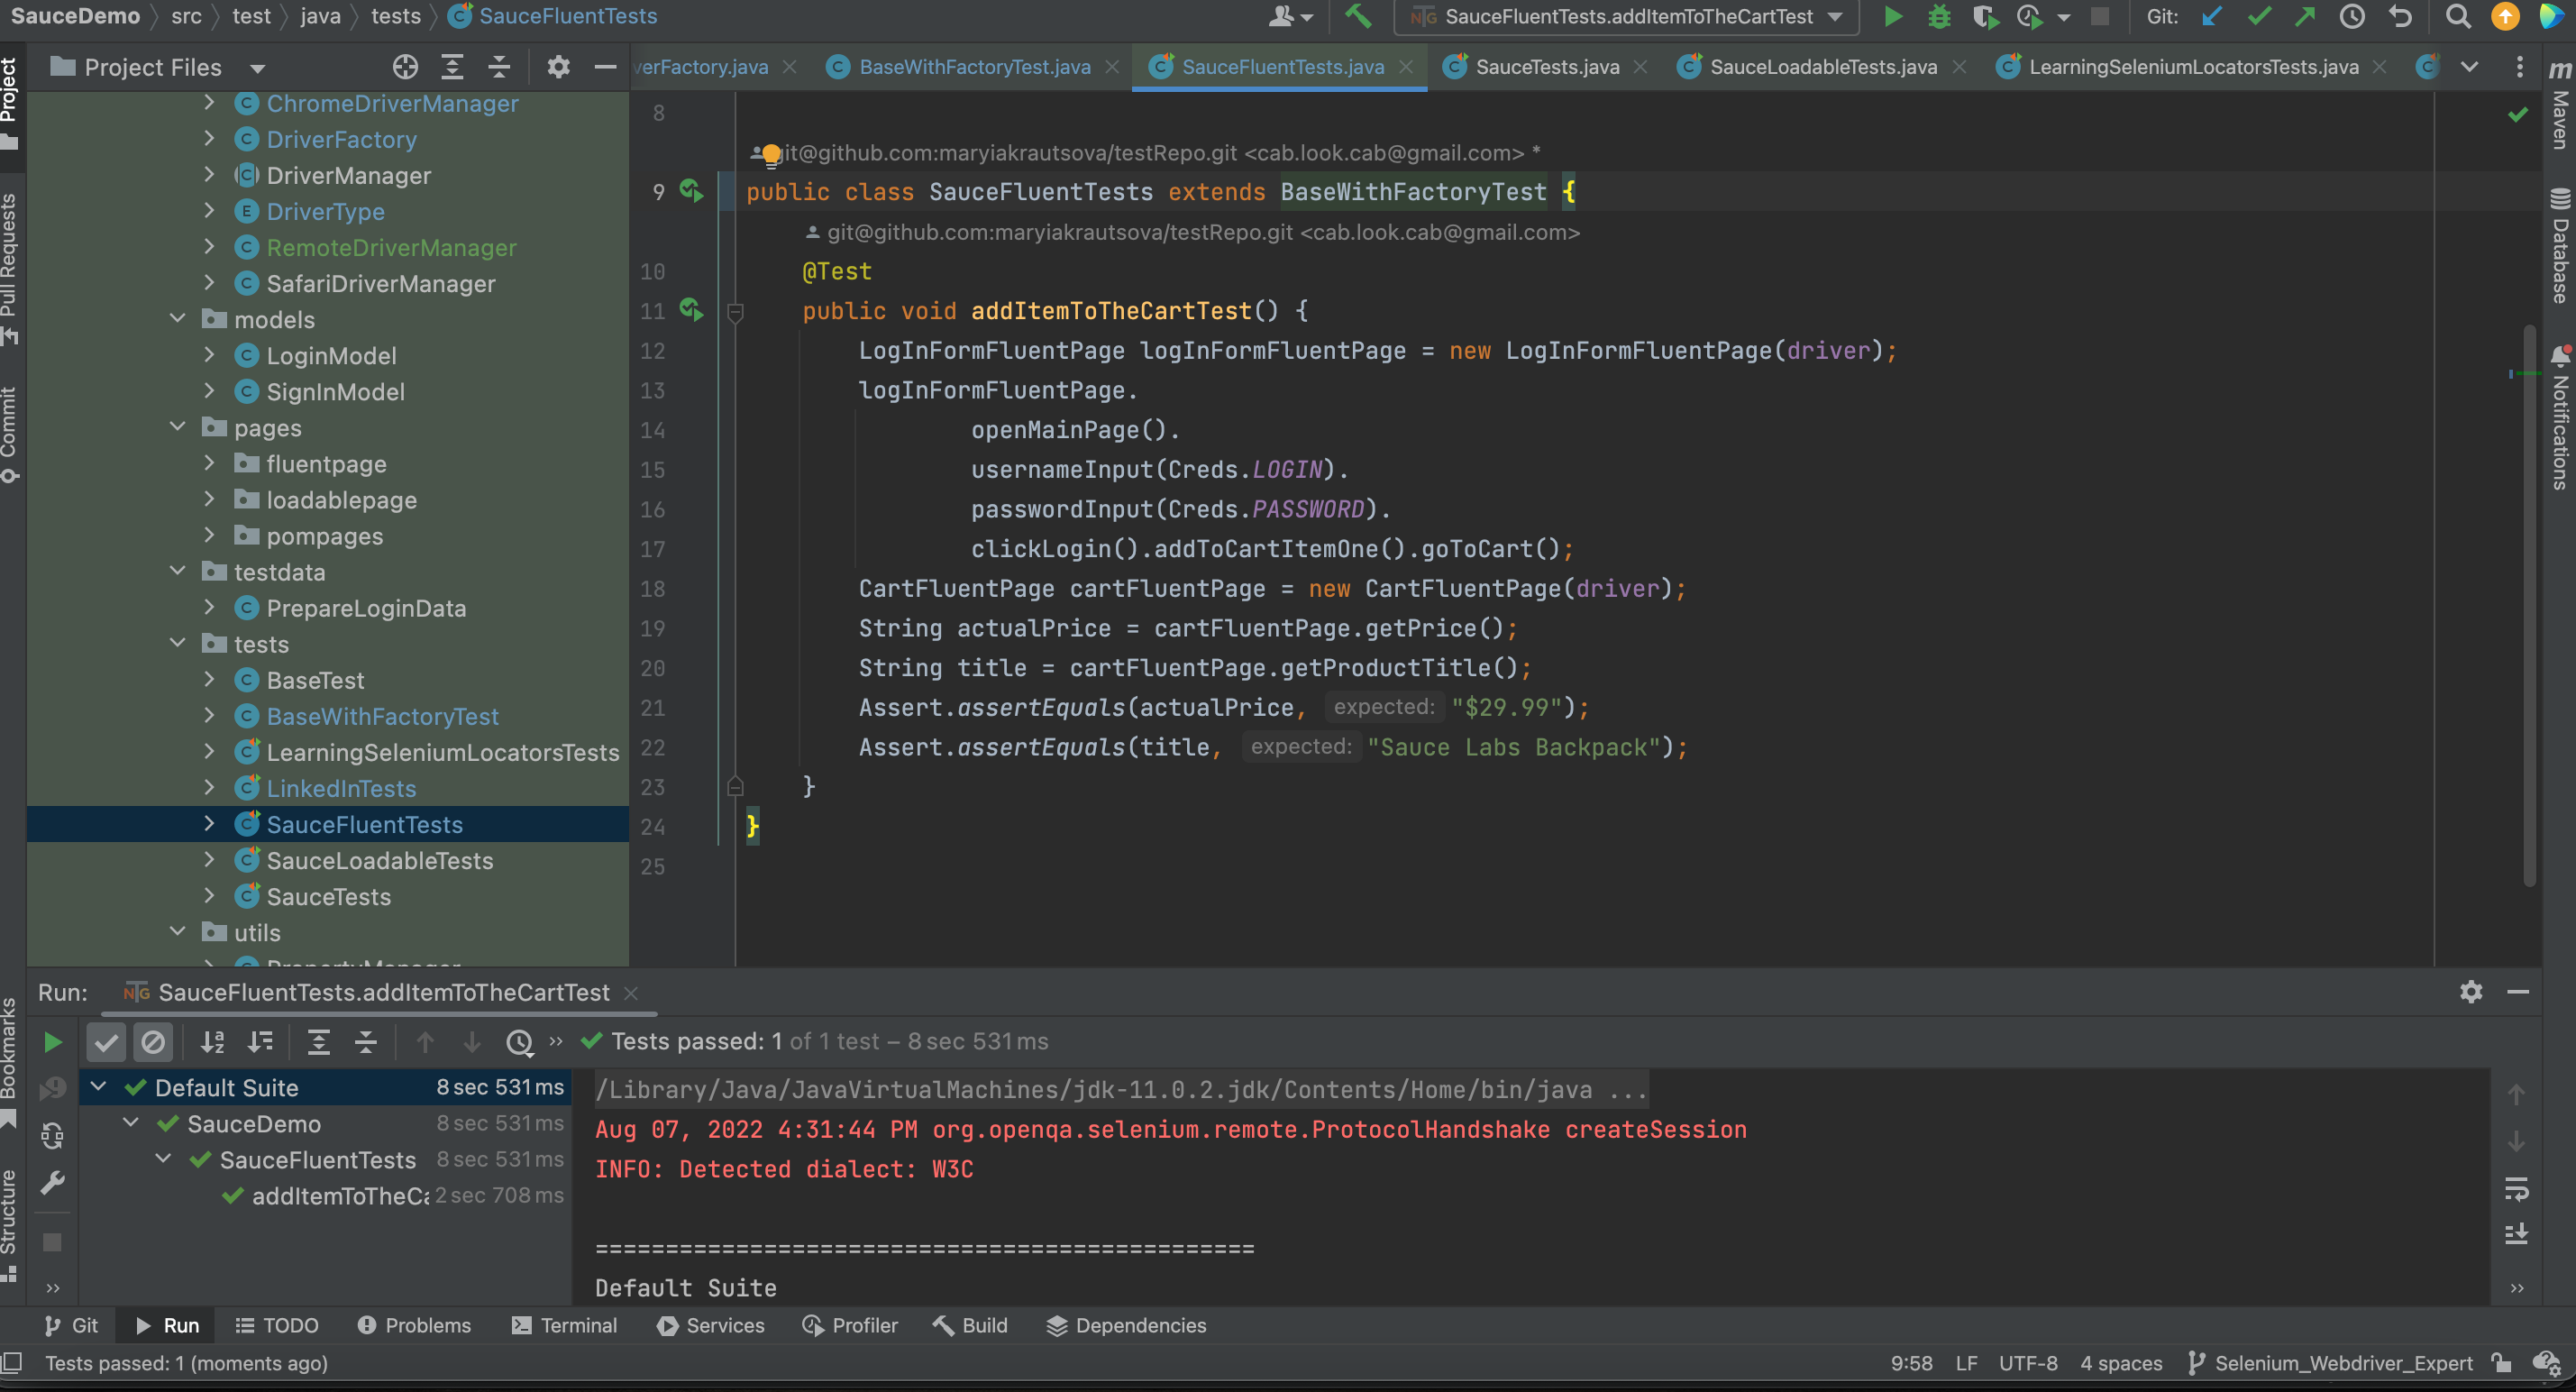 SauceDemo src test java tests SauceFluentTests
SauceFluentTests.addItemToTheCartTest
Git:
Project Files
verFactory.java BaseWithFactoryTest.java SauceFluentTests.java SauceTests.java SauceLoadableTests.java LearningSeleniumLocatorsTests.java
Project
Pull Requests
Commit
Bookmarks
Structure
ChromeDriverManager
DriverFactory
DriverManager
DriverType
RemoteDriverManager
SafariDriverManager
models
LoginModel
SignInModel
pages
fluentpage
loadablepage
pompages
testdata
PrepareLoginData
tests
BaseTest
BaseWithFactoryTest
LearningSeleniumLocatorsTests
LinkedInTests
SauceFluentTests
SauceLoadableTests
SauceTests
utils
PropertyManager
8
git@github.com:maryiakrautsova/testRepo.git <cab.look.cab@gmail.com> *
9 public class SauceFluentTests extends BaseWithFactoryTest {
git@github.com:maryiakrautsova/testRepo.git <cab.look.cab@gmail.com>
10 @Test
11 public void addItemToTheCartTest() {
12 LogInFormFluentPage logInFormFluentPage = new LogInFormFluentPage(driver);
13 logInFormFluentPage.
14 openMainPage().
15 usernameInput(Creds.LOGIN).
16 passwordInput(Creds.PASSWORD).
17 clickLogin().addToCartItemOne().goToCart();
18 CartFluentPage cartFluentPage = new CartFluentPage(driver);
19 String actualPrice = cartFluentPage.getPrice();
20 String title = cartFluentPage.getProductTitle();
21 Assert.assertEquals(actualPrice, expected: "$29.99");
22 Assert.assertEquals(title, expected: "Sauce Labs Backpack");
23 }
24 }
25
m Maven
Database
Notifications
Run: SauceFluentTests.addItemToTheCartTest
Tests passed: 1 of 1 test – 8 sec 531 ms
Default Suite 8 sec 531 ms
SauceDemo 8 sec 531 ms
SauceFluentTests 8 sec 531 ms
addItemToTheCa 2 sec 708 ms
/Library/Java/JavaVirtualMachines/jdk-11.0.2.jdk/Contents/Home/bin/java ...
Aug 07, 2022 4:31:44 PM org.openqa.selenium.remote.ProtocolHandshake createSession
INFO: Detected dialect: W3C
===============================================
Default Suite
Git Run TODO Problems Terminal Services Profiler Build Dependencies
Tests passed: 1 (moments ago)
9:58 LF UTF-8 4 spaces Selenium_Webdriver_Expert